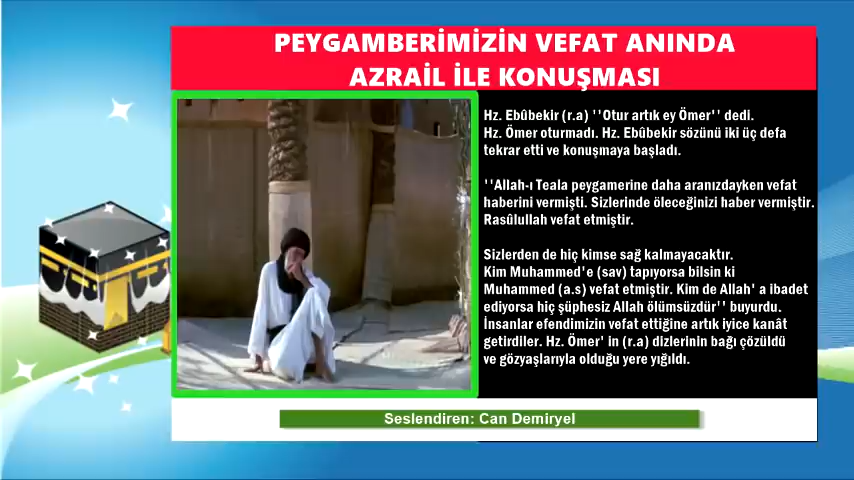 PEYGAMBERİMİZİN VEFAT ANINDA
AZRAİL İLE KONUŞMASI
Hz. Ebûbekir (r.a) ''Otur artık ey Ömer'' dedi.
Hz. Ömer oturmadı. Hz. Ebûbekir sözünü iki üç defa
tekrar etti ve konuşmaya başladı.
''Allah-ı Teala peygamerine daha aranızdayken vefat
haberini vermişti. Sizlerinde öleceğinizi haber vermiştir.
Rasûlullah vefat etmiştir.
Sizlerden de hiç kimse sağ kalmayacaktır.
Kim Muhammed'e (sav) tapıyorsa bilsin ki
Muhammed (a.s) vefat etmiştir. Kim de Allah' a ibadet
ediyorsa hiç şüphesiz Allah ölümsüzdür'' buyurdu.
İnsanlar efendimizin vefat ettiğine artık iyice kanât
getirdiler. Hz. Ömer' in (r.a) dizlerinin bağı çözüldü
ve gözyaşlarıyla olduğu yere yığıldı.
Seslendiren: Can Demiryel